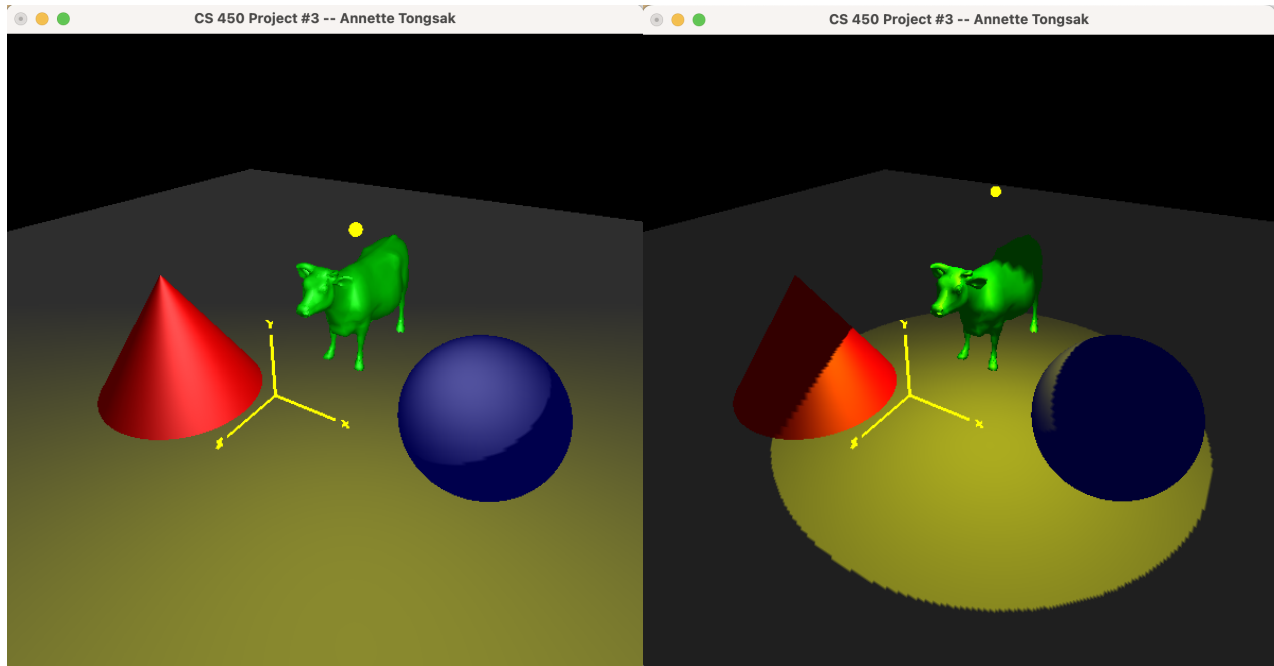 CS 450 Project #3 -- Annette Tongsak
CS 450 Project #3 -- Annette Tongsak
Y
X
Z
Y
X
Z